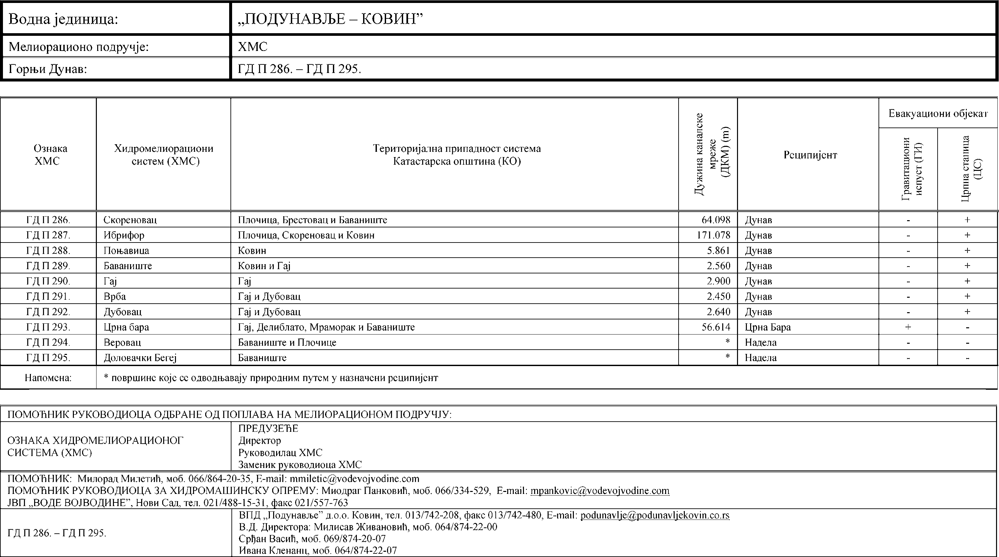 Водна јединица: „ПОДУНАВЉЕ – КОВИН”
Мелиорационо подручје: ХМС
Горњи Дунав: ГД П 286. – ГД П 295.
Ознака ХМС
Хидромелиорациони систем (ХМС)
Територијална припадност система
Катастарска општина (КО)
Дужина каналске мреже (ДКМ) (m)
Реципијент
Евакуациони објекат
Гравитациони испуст (ГИ)
Црпна станица (ЦС)
ГД П 286. Скореновац Плочица, Брестовац и Баваниште 64.098 Дунав - +
ГД П 287. Ибрифор Плочица, Скореновац и Ковин 171.078 Дунав - +
ГД П 288. Поњавица Ковин 5.861 Дунав - +
ГД П 289. Баваниште Ковин и Гај 2.560 Дунав - +
ГД П 290. Гај Гај 2.900 Дунав - +
ГД П 291. Врба Гај и Дубовац 2.450 Дунав - +
ГД П 292. Дубовац Гај и Дубовац 2.640 Дунав - +
ГД П 293. Црна бара Гај, Делиблато, Мраморак и Баваниште 56.614 Црна Бара + -
ГД П 294. Веровац Баваниште и Плочице * Надела - -
ГД П 295. Доловачки Бегеј Баваниште * Надела - -
Напомена: * површине које се одводњавају природним путем у назначени реципијент
ПОМОЋНИК РУКОВОДИОЦА ОДБРАНЕ ОД ПОПЛАВА НА МЕЛИОРАЦИОНОМ ПОДРУЧЈУ:
ОЗНАКА ХИДРОМЕЛИОРАЦИОНОГ
СИСТЕМА (ХМС)
ПРЕДУЗЕЋЕ
Директор
Руководилац ХМС
Заменик руководиоца ХМС
ПОМОЋНИК: Милорад Милетић, моб. 066/864-20-35, E-mail: mmiletic@vodevojvodine.com
ПОМОЋНИК РУКОВОДИОЦА ЗА ХИДРОМАШИНСКУ ОПРЕМУ: Миодраг Панковић, моб. 066/334-529, E-mail: mpankovic@vodevojvodine.com
ЈВП „ВОДЕ ВОЈВОДИНЕ”, Нови Сад, тел. 021/488-15-31, факс 021/557-763
ГД П 286. – ГД П 295.
ВПД „Подунавље” д.о.о. Ковин, тел. 013/742-208, факс 013/742-480, E-mail: podunavlje@podunavljekovin.co.rs
В.Д. Директора: Милисав Живановић, моб. 064/874-22-00
Срђан Васић, моб. 069/874-20-07
Ивана Кленанц, моб. 064/874-22-07